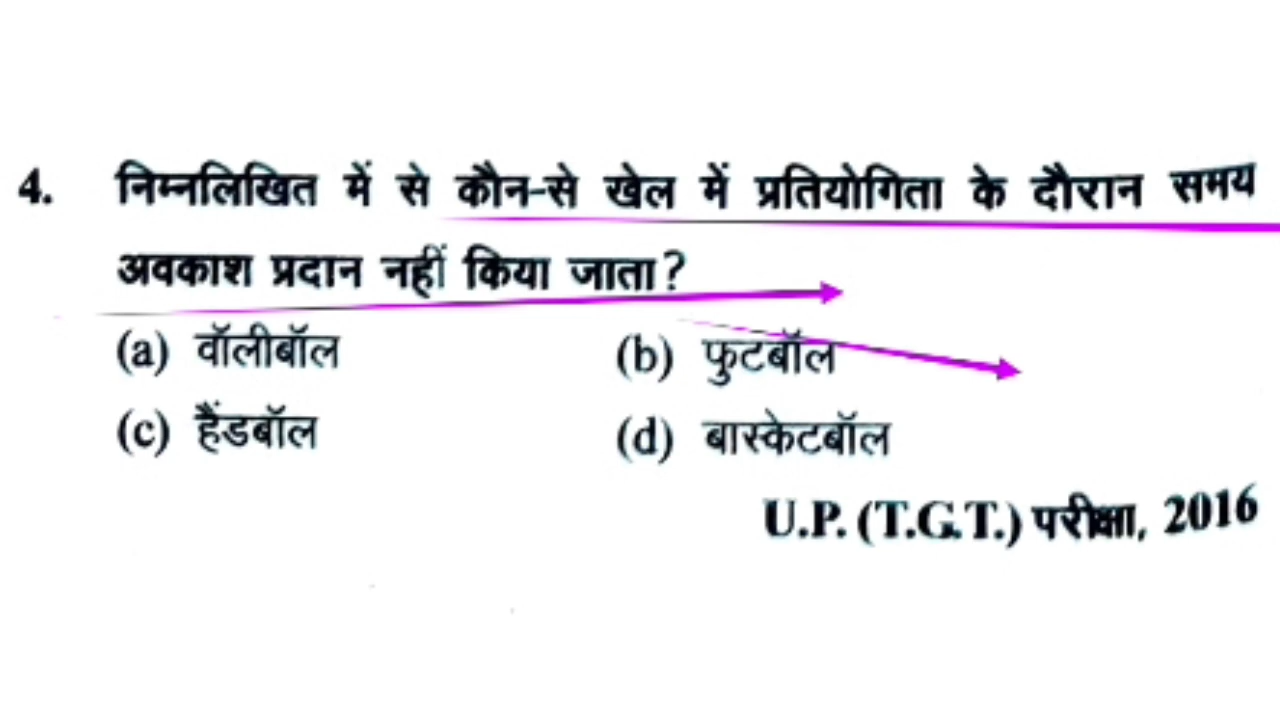 4. निम्नलिखित में से कौन-से खेल में प्रतियोगिता के दौरान समय
अवकाश प्रदान नहीं किया जाता?
(a) वॉलीबॉल (b) फुटबॉल
(c) हैंडबॉल (d) बास्केटबॉल
U.P. (T.G.T.) परीक्षा, 2016